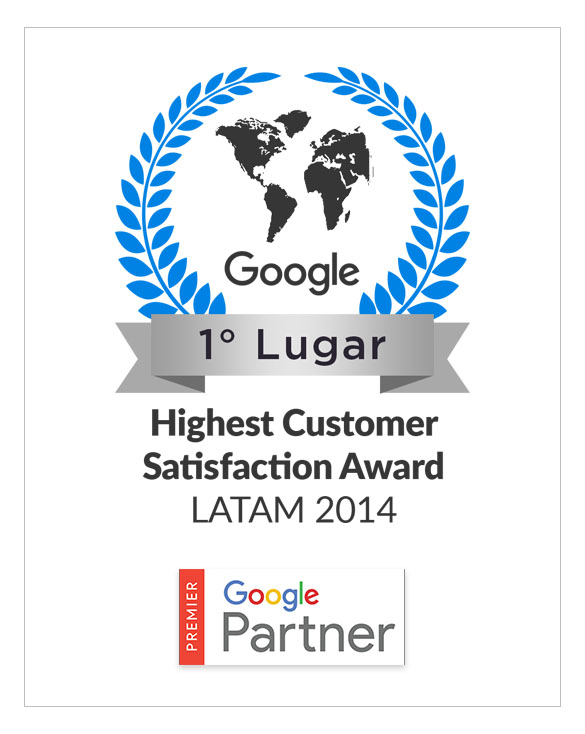 Google
1° Lugar
Highest Customer
Satisfaction Award
LATAM 2014
PREMIER
Google
Partner